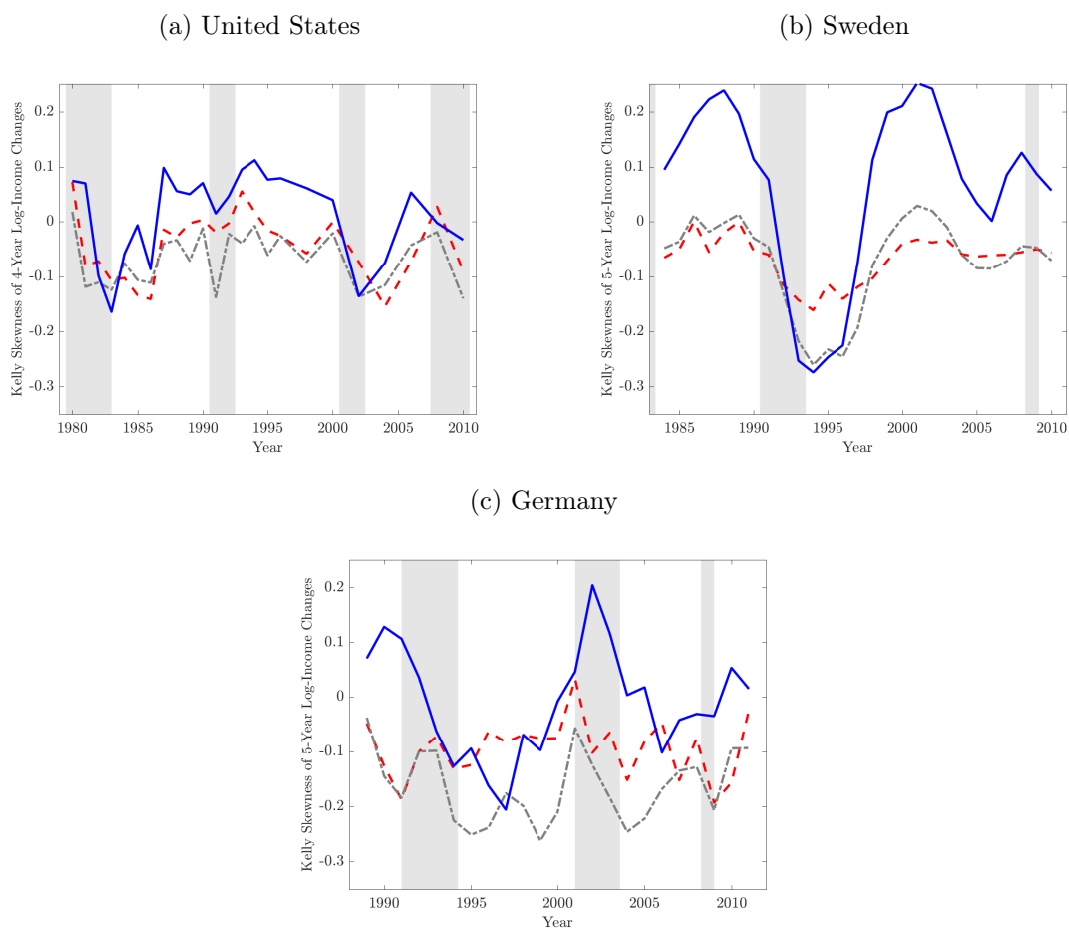 (a) United States
Kelly Skewness of 4-Year Log-Income Changes
0.2
0.1
0
-0.1
-0.2
-0.3
1980 1985 1990 1995 2000 2005 2010
Year
(b) Sweden
Kelly Skewness of 5-Year Log-Income Changes
0.2
0.1
0
-0.1
-0.2
-0.3
1985 1990 1995 2000 2005 2010
Year
(c) Germany
Kelly Skewness of 5-Year Log-Income Changes
0.2
0.1
0
-0.1
-0.2
-0.3
1990 1995 2000 2005 2010
Year